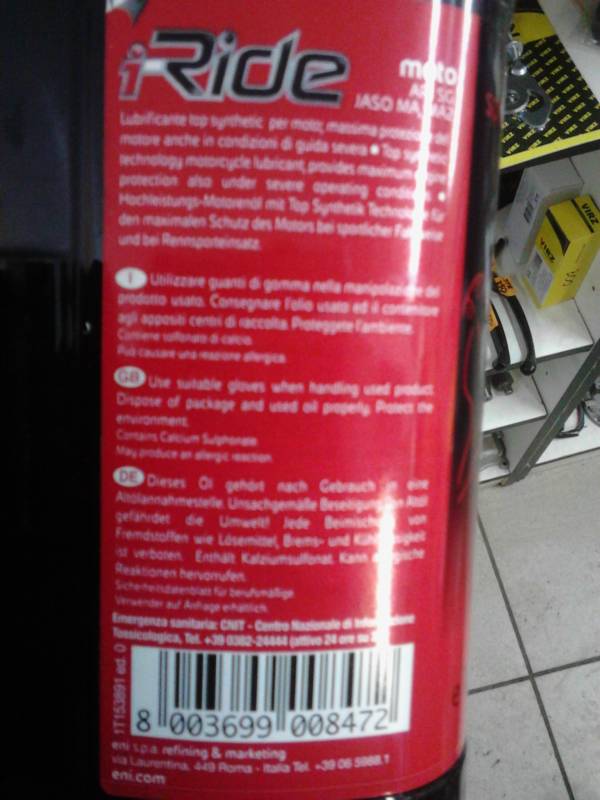 i-Ride
moto
JASO MA, MA2
Lubrificante top synthetic per moto; massima protezione del
motore anche in condizioni di guida severa • Top synthetic
technology motorcycle lubricant, provides maximum
protection also under severe operating
Hochleistungs-Motorenöl mit Top Synthetik für
den maximalen Schutz des Motors bei sportlicher
und bei Rennsporteinsatz.
I Utilizzare guanti di gomma nella manipolazione del
prodotto usato. Consegnare l'olio usato ed il contenitore
agli appositi centri di raccolta. Proteggete l'ambiente.
Contiene solfonato di calcio.
Può causare una reazione allergica.
GB Use suitable gloves when handling used product.
Dispose of package and used oil properly. Protect the
environment.
Contains Calcium Sulphonate.
May produce an allergic reaction.
DE Dieses Öl gehört nach Gebrauch in eine
Altölannahmestelle. Unsachgemäße Beseitigung von Altöl
gefährdet die Umwelt! Jede Beimischung von
Fremdstoffen wie Lösemittel, Brems- und
ist verboten. Enthält Kalziumsulfonat. Kann
Reaktionen hervorrufen.
Sicherheitsdatenblatt für berufsmäßige
Verwender auf Anfrage erhältlich.
Emergenza sanitaria: CNIT - Centro Nazionale di Informazione
Tossicologica, Tel. +39 0382-24444 (attivo 24 ore su
1T153891 ed. 0
8 003699 008472
eni s.p.a. refining & marketing
via Laurentina, 449 Roma - Italia Tel. +39 06 5988.1
eni.com
VIRZ
VIRZ